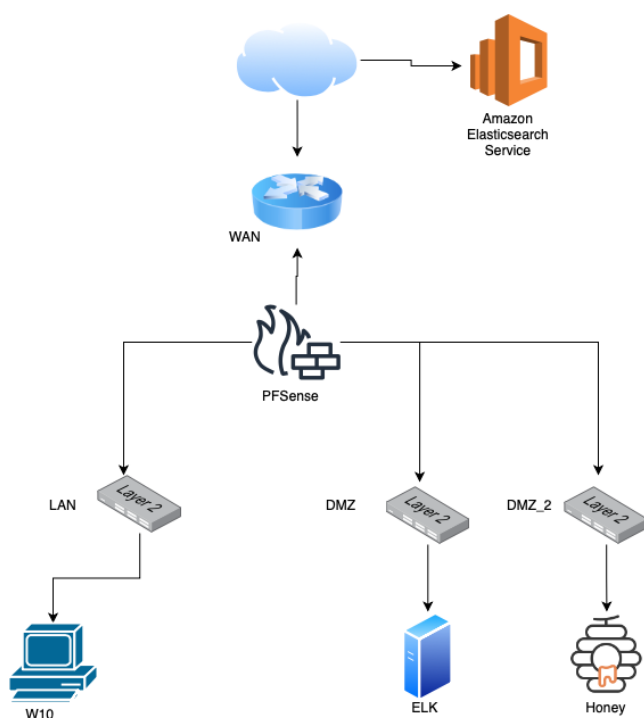 Amazon
Elasticsearch
Service
WAN
PFSense
LAN
Layer 2
DMZ
Layer 2
DMZ_2
Layer 2
W10
ELK
Honey